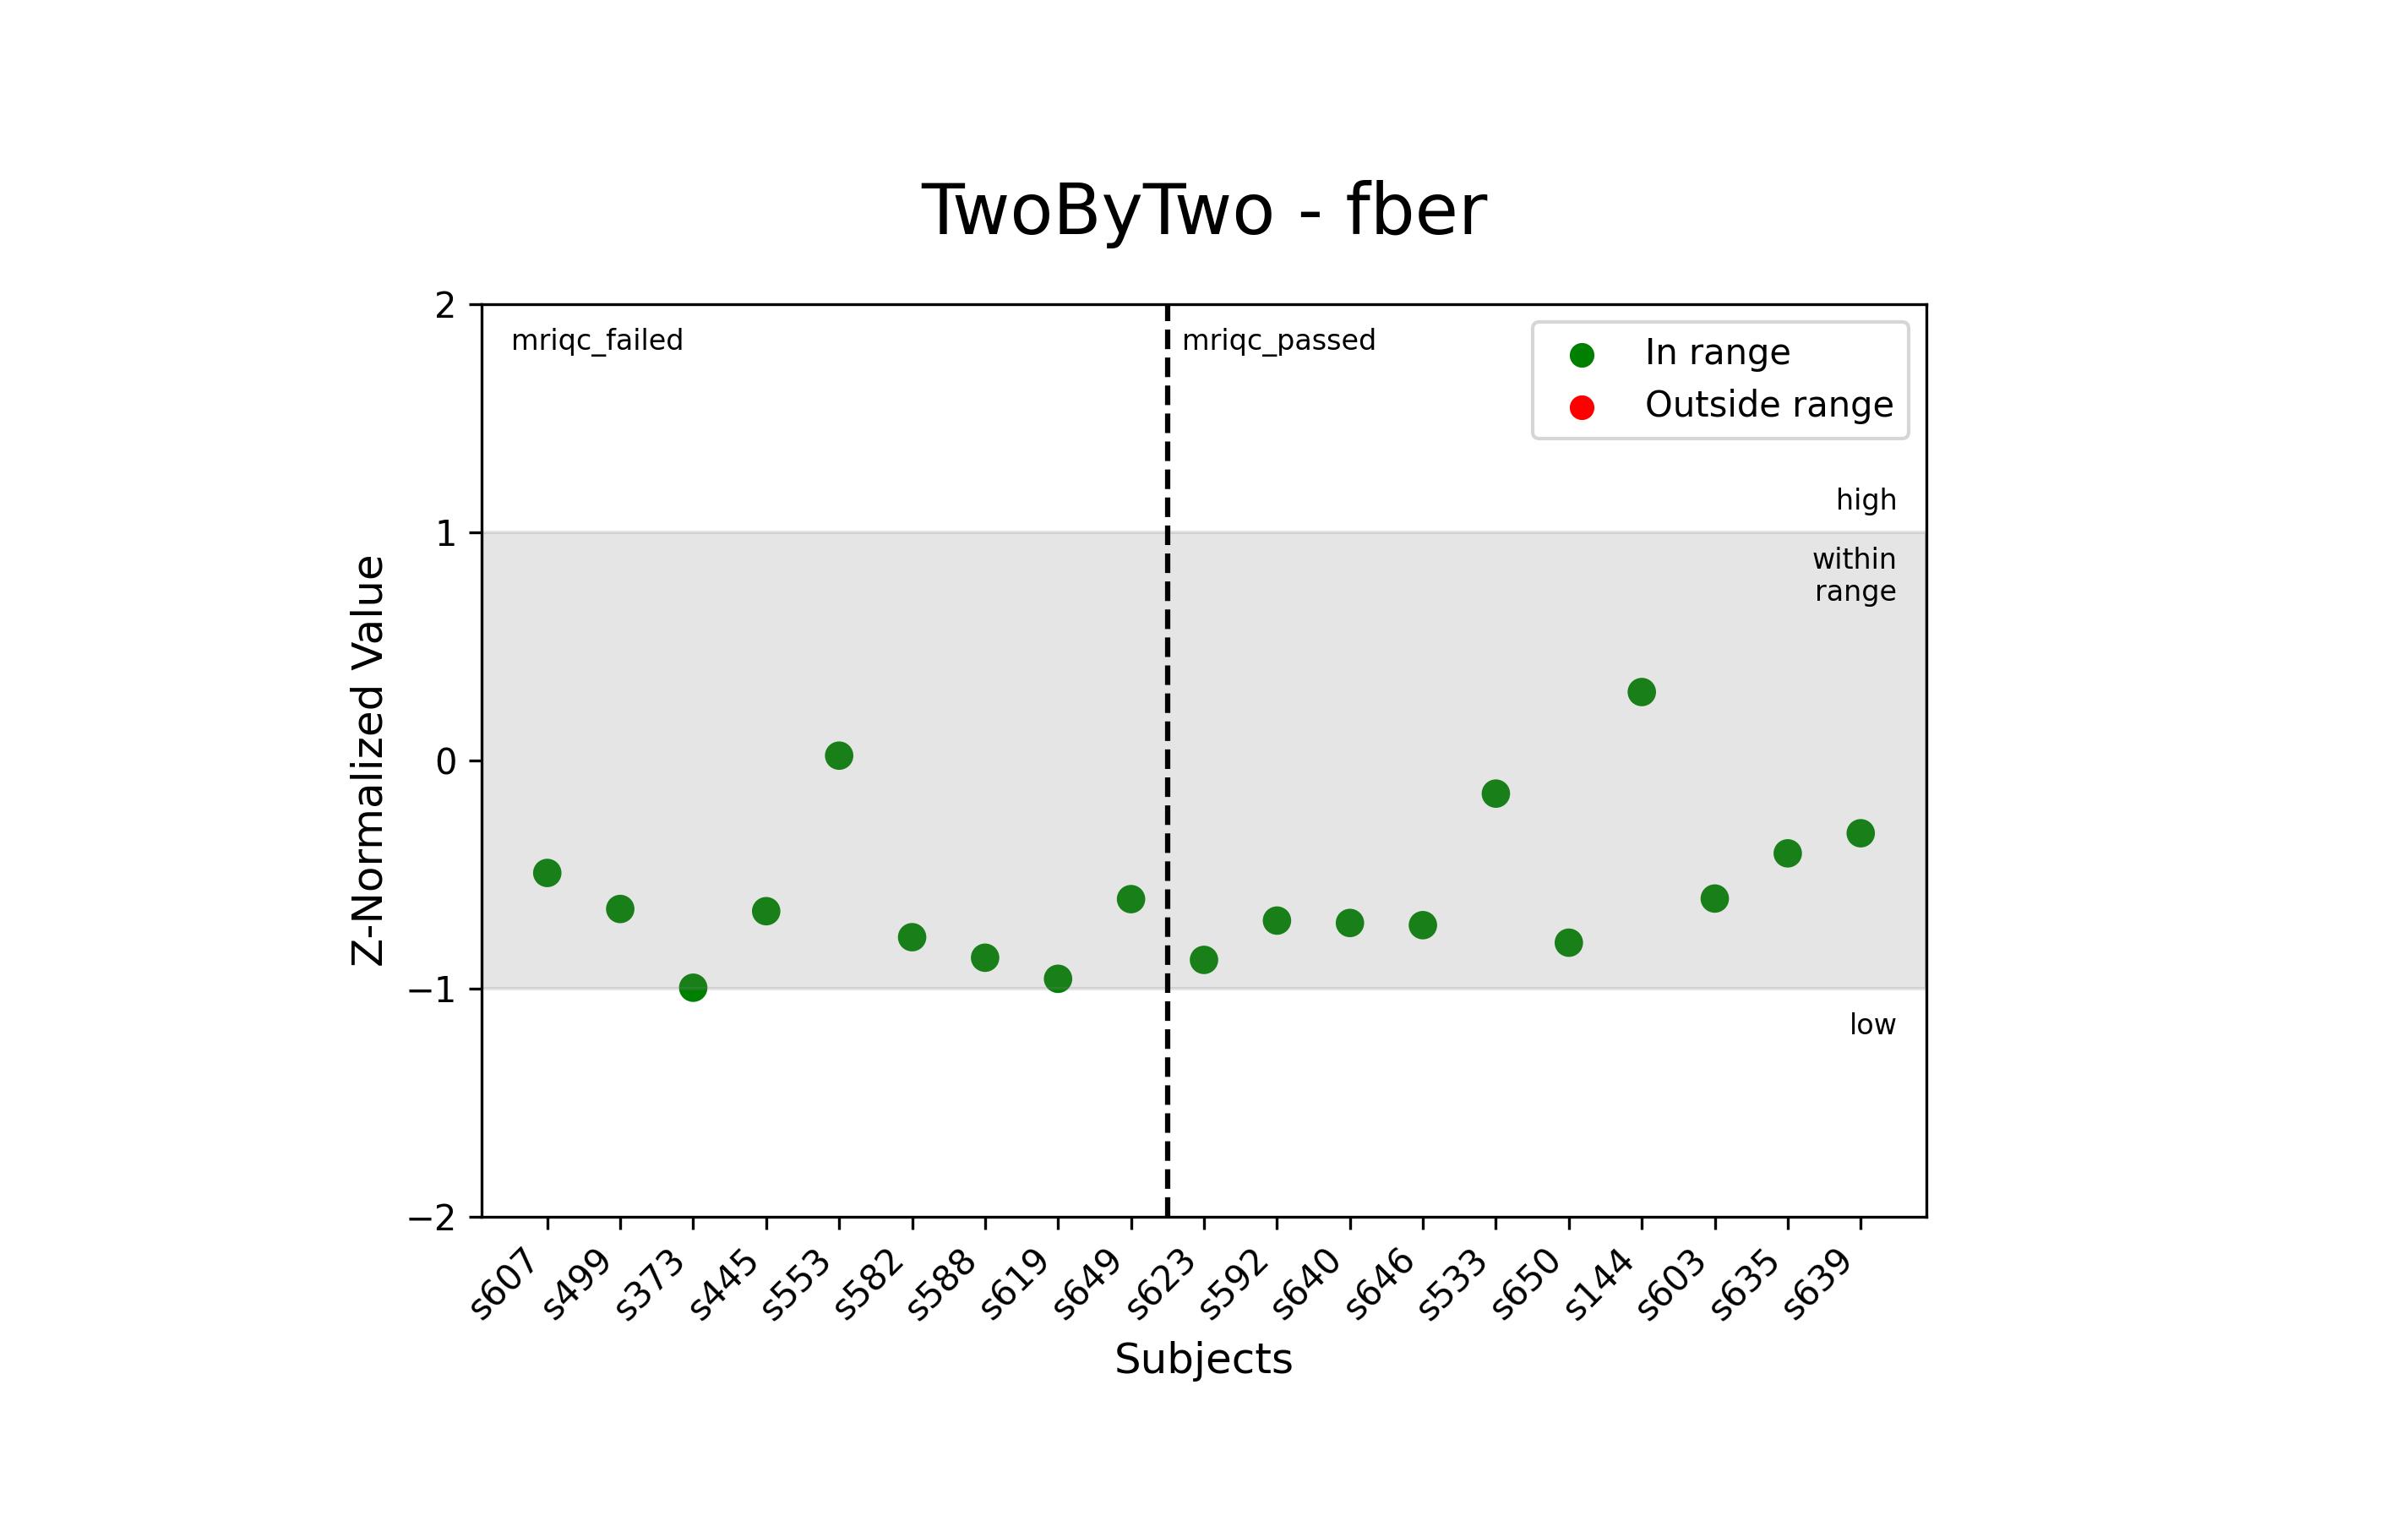 TwoByTwo - fber
mriqc_failed
mriqc_passed
In range
Outside range
high
within
range
low
Z-Normalized Value
2
1
0
−1
−2
s607
s499
s373
s445
s553
s582
s588
s619
s649
s623
s592
s640
s646
s533
s650
s144
s603
s635
s639
Subjects